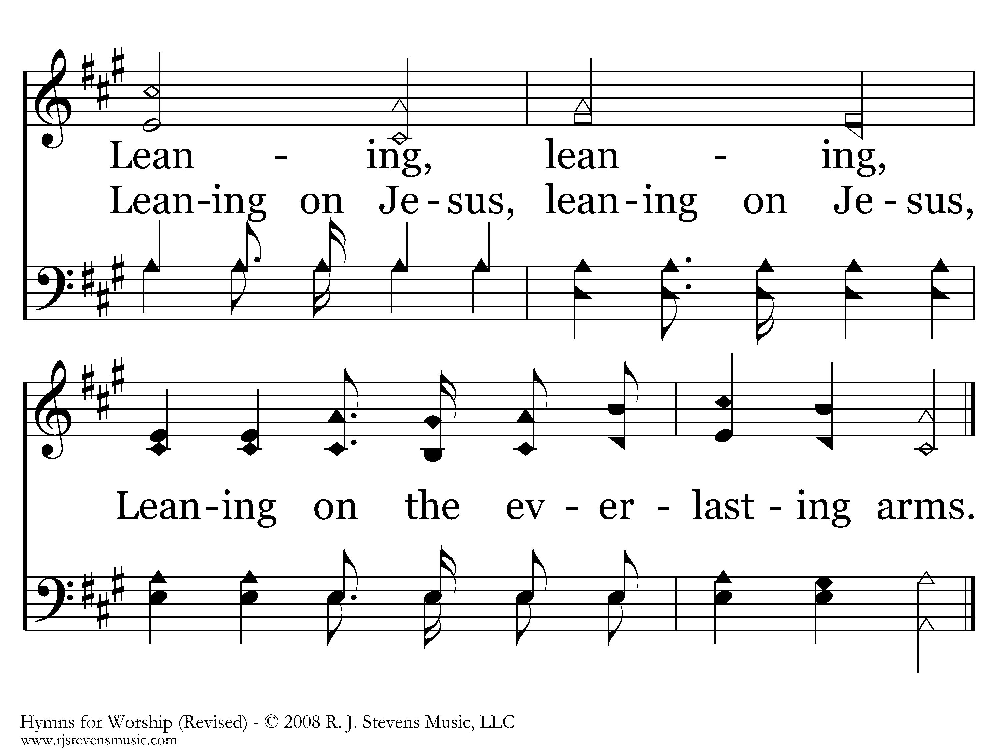 Lean - ing, lean - ing,
Lean-ing on Je-sus, lean-ing on Je-sus,
Lean-ing on the ev - er - last - ing arms.
Hymns for Worship (Revised) - © 2008 R. J. Stevens Music, LLC
www.rjstevensmusic.com